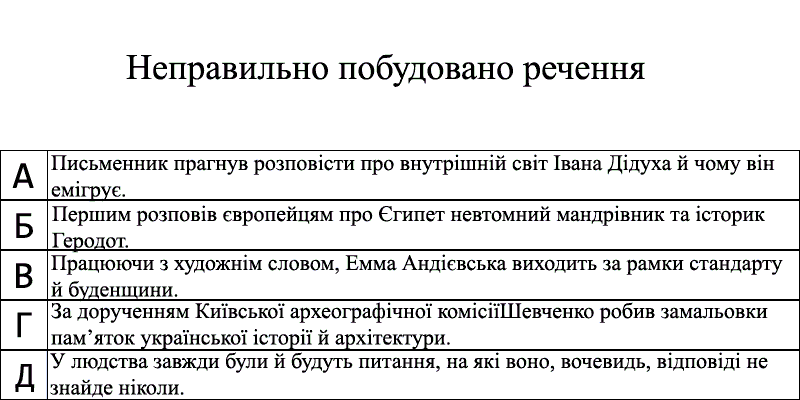 Неправильно побудовано речення
А
Письменник прагнув розповісти про внутрішній світ Івана Дідуха й чому він
емігрує.
Б
Першим розповів європейцям про Єгипет невтомний мандрівник та історик
Геродот.
В
Працюючи з художнім словом, Емма Андієвська виходить за рамки стандарту
й буденщини.
Г
За дорученням Київської археографічної комісіїШевченко робив замальовки
пам’яток української історії й архітектури.
Д
У людства завжди були й будуть питання, на які воно, вочевидь, відповіді не
знайде ніколи.